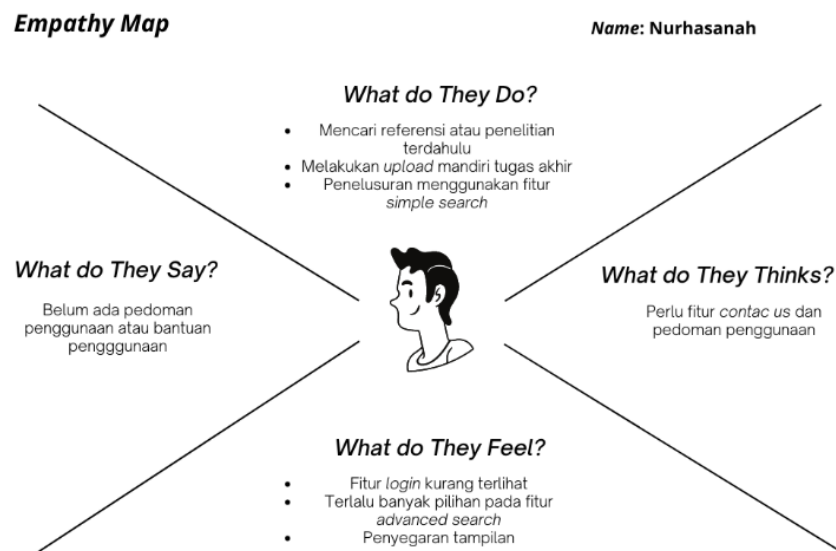 Empathy Map
Name: Nurhasanah
What do They Do?
• Mencari referensi atau penelitian
terdahulu
• Melakukan upload mandiri tugas akhir
• Penelusuran menggunakan fitur
simple search
What do They Say?
Belum ada pedoman
penggunaan atau bantuan
pengggunaan
What do They Thinks?
Perlu fitur contac us dan
pedoman penggunaan
What do They Feel?
• Fitur login kurang terlihat
• Terlalu banyak pilihan pada fitur
advanced search
• Penyegaran tampilan